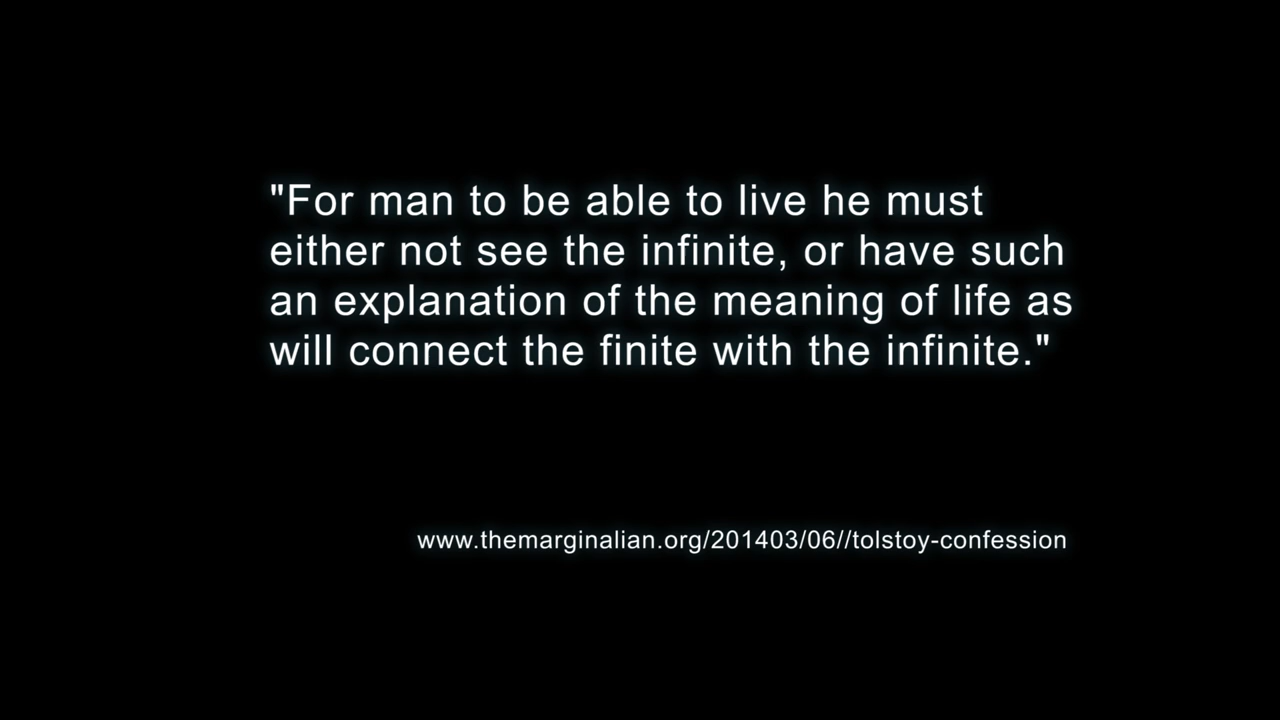 "For man to be able to live he must
either not see the infinite, or have such
an explanation of the meaning of life as
will connect the finite with the infinite."
www.themarginalian.org/201403/06//tolstoy-confession